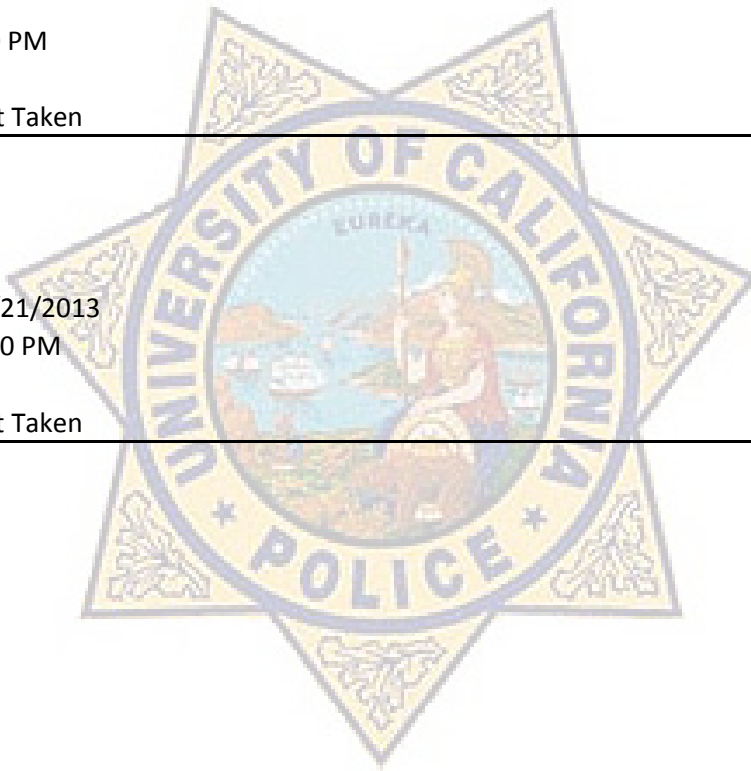 PM
t Taken
UNIVERSITY OF CALIFORNIA
EUREKA
21/2013
0 PM
t Taken
* POLICE *